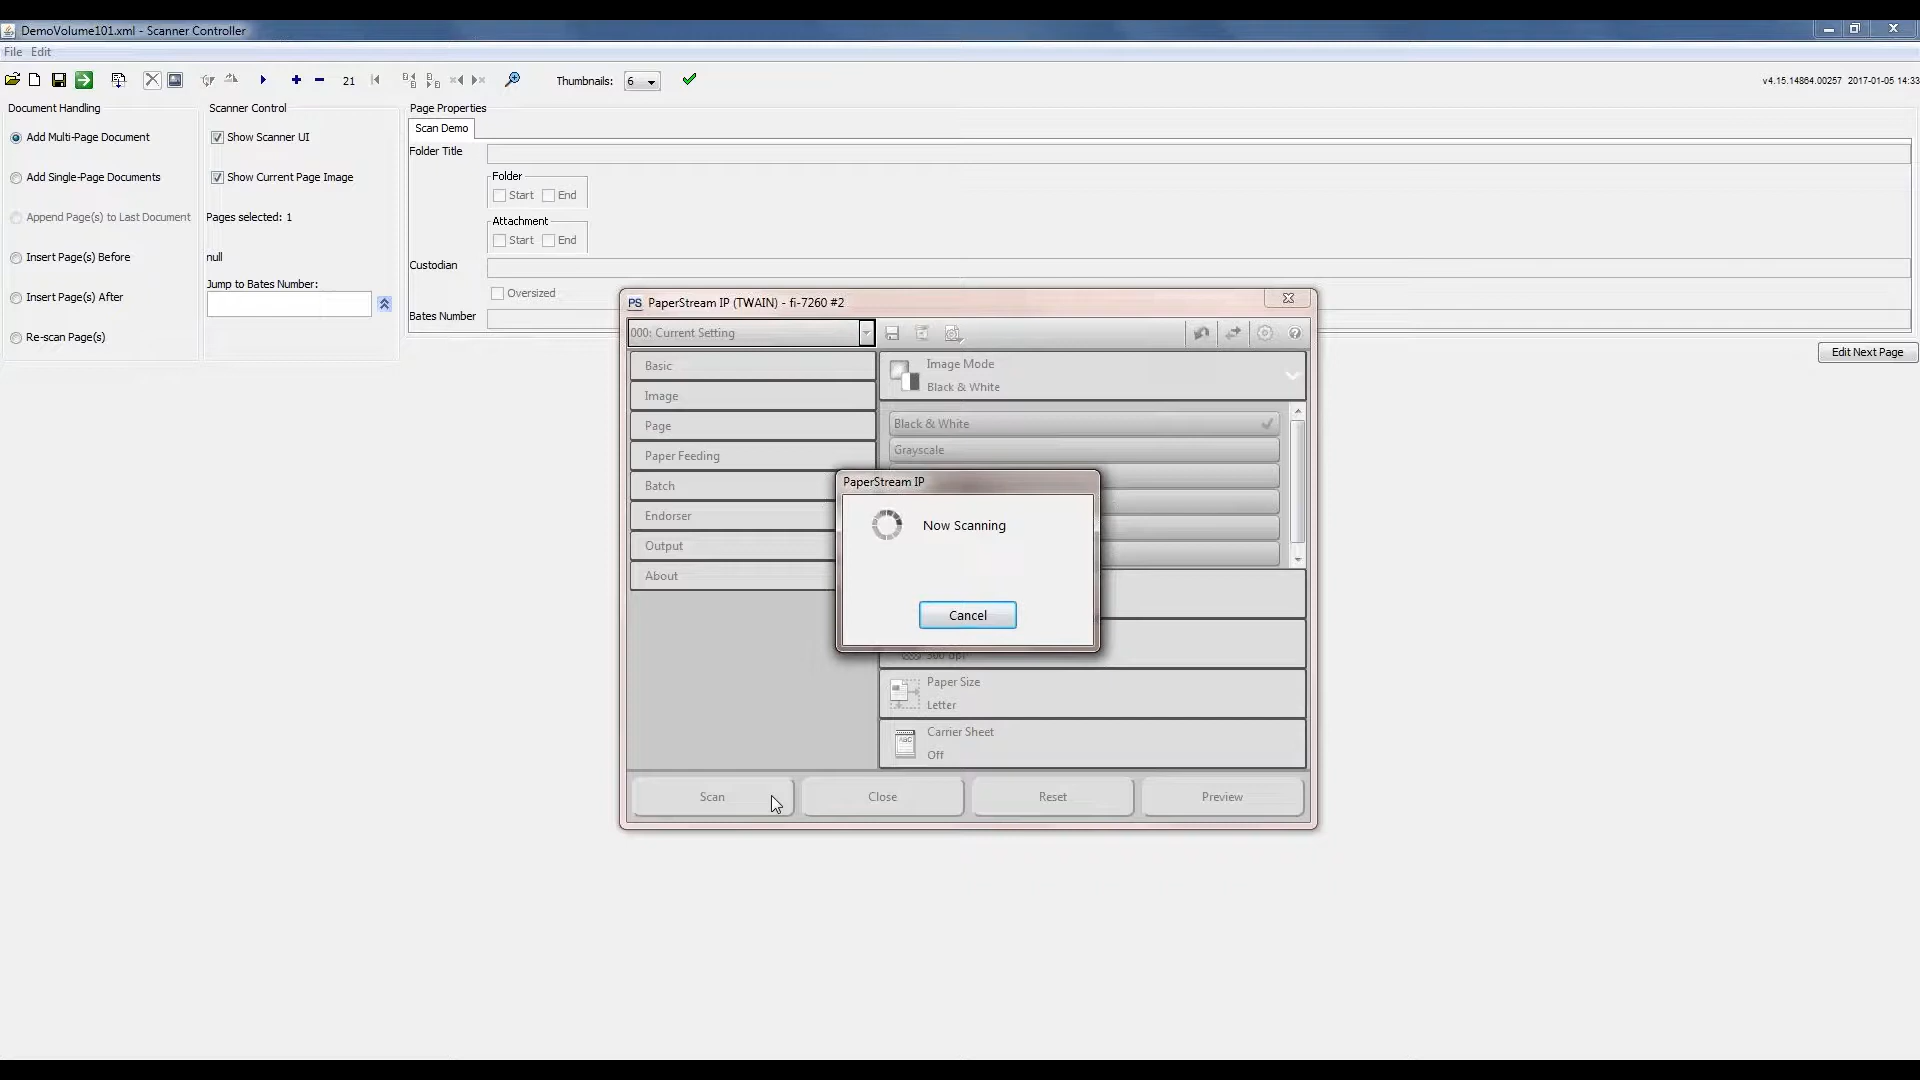 DemoVolume101.xml - Scanner Controller
File Edit
21
Thumbnails: 6
v4.15.14864.00257 2017-01-05 14:33
Document Handling
Scanner Control
Page Properties
Add Multi-Page Document
Add Single-Page Documents
Append Page(s) to Last Document
Insert Page(s) Before
Insert Page(s) After
Re-scan Page(s)
Show Scanner UI
Show Current Page Image
Pages selected: 1
null
Jump to Bates Number:
Scan Demo
Folder Title
Folder
Start End
Attachment
Start End
Custodian
Oversized
Bates Number
Edit Next Page
PS PaperStream IP (TWAIN) - fi-7260 #2
000: Current Setting
Basic
Image
Page
Paper Feeding
Batch
Endorser
Output
About
Image Mode
Black & White
Black & White
Grayscale
PaperStream IP
Now Scanning
Cancel
Paper Size
Letter
ABC
Carrier Sheet
Off
Scan Close Reset Preview